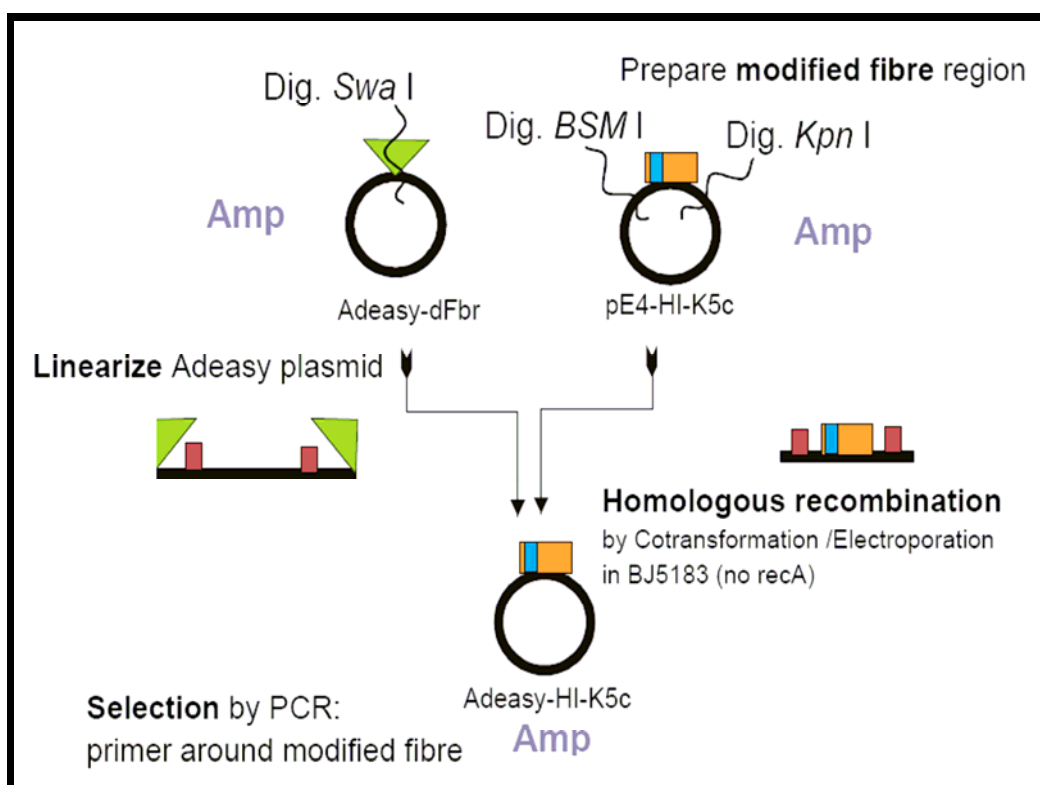 Prepare modified fibre region
Dig. Swa I
Dig. BSM I
Dig. Kpn I
Amp
Amp
Adeasy-dFbr
pE4-HI-K5c
Linearize Adeasy plasmid
Homologous recombination
by Cotransformation /Electroporation
in BJ5183 (no recA)
Adeasy-HI-K5c
Amp
Selection by PCR:
primer around modified fibre